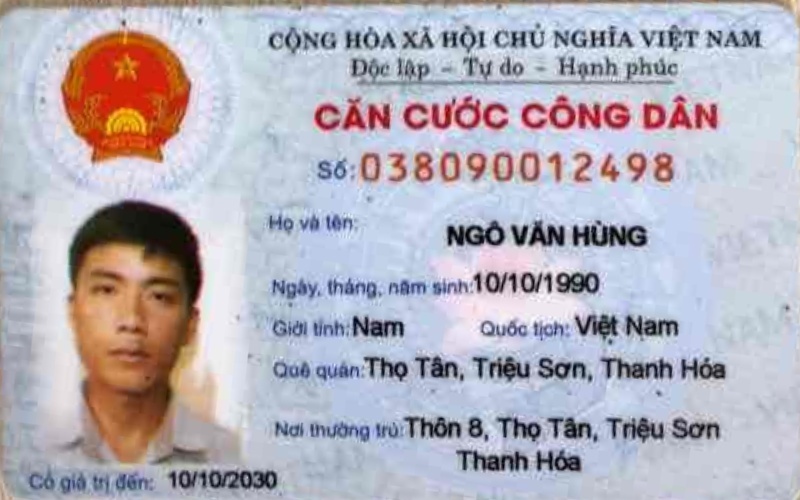 CỘNG HÒA XÃ HỘI CHỦ NGHĨA VIỆT NAM
Độc lập – Tự do – Hạnh phúc
CĂN CƯỚC CÔNG DÂN
Số: 038090012498
Họ và tên:
NGÔ VĂN HÙNG
Ngày, tháng, năm sinh: 10/10/1990
Giới tính: Nam Quốc tịch: Việt Nam
Quê quán: Thọ Tân, Triệu Sơn, Thanh Hóa
Nơi thường trú: Thôn 8, Thọ Tân, Triệu Sơn
Thanh Hóa
Có giá trị đến: 10/10/2030